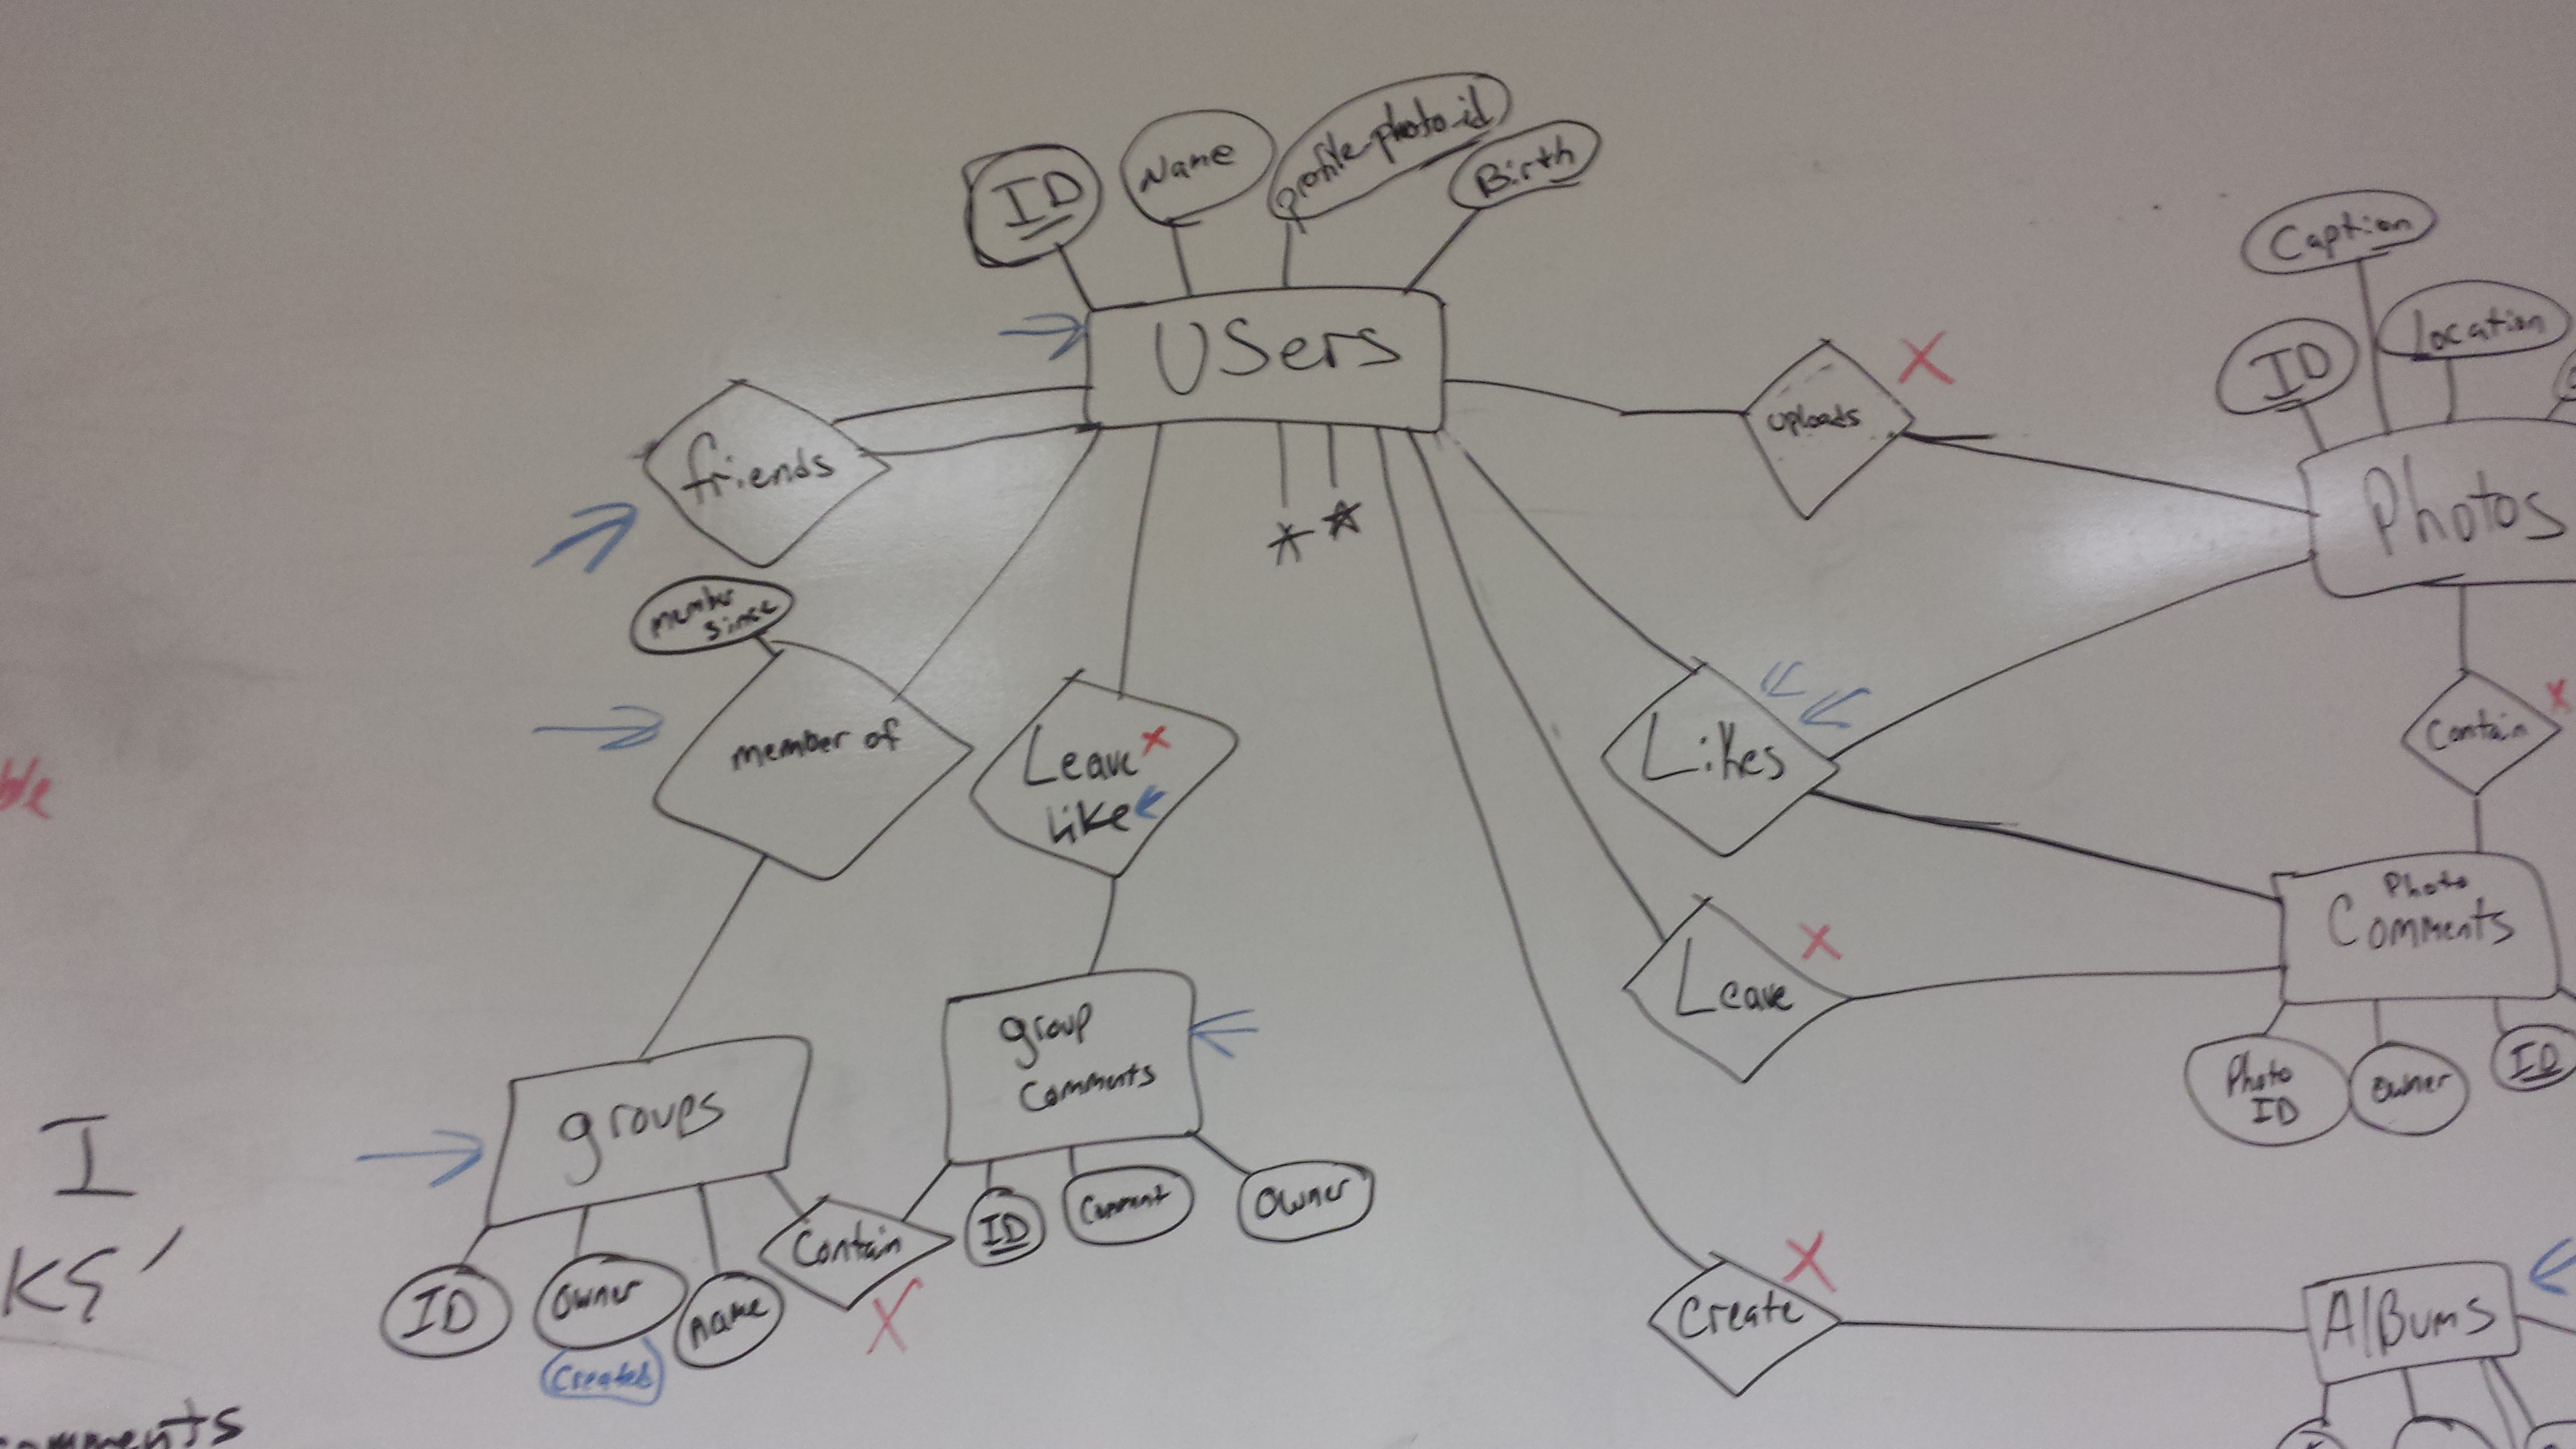 ID
Name
profile-photo-id
Birth
Users
Caption
ID
Location
uploads
X
Photos
friends
* *
member
since
member of
Leave x
like
Likes
Contain
x
Photo
Comments
Leave
X
group
Comments
Photo
ID
Owner
ID
groups
I
Contain
X
ID
Comment
Owner
KS'
ID
Owner
name
Created
Create
X
AlBums
omments